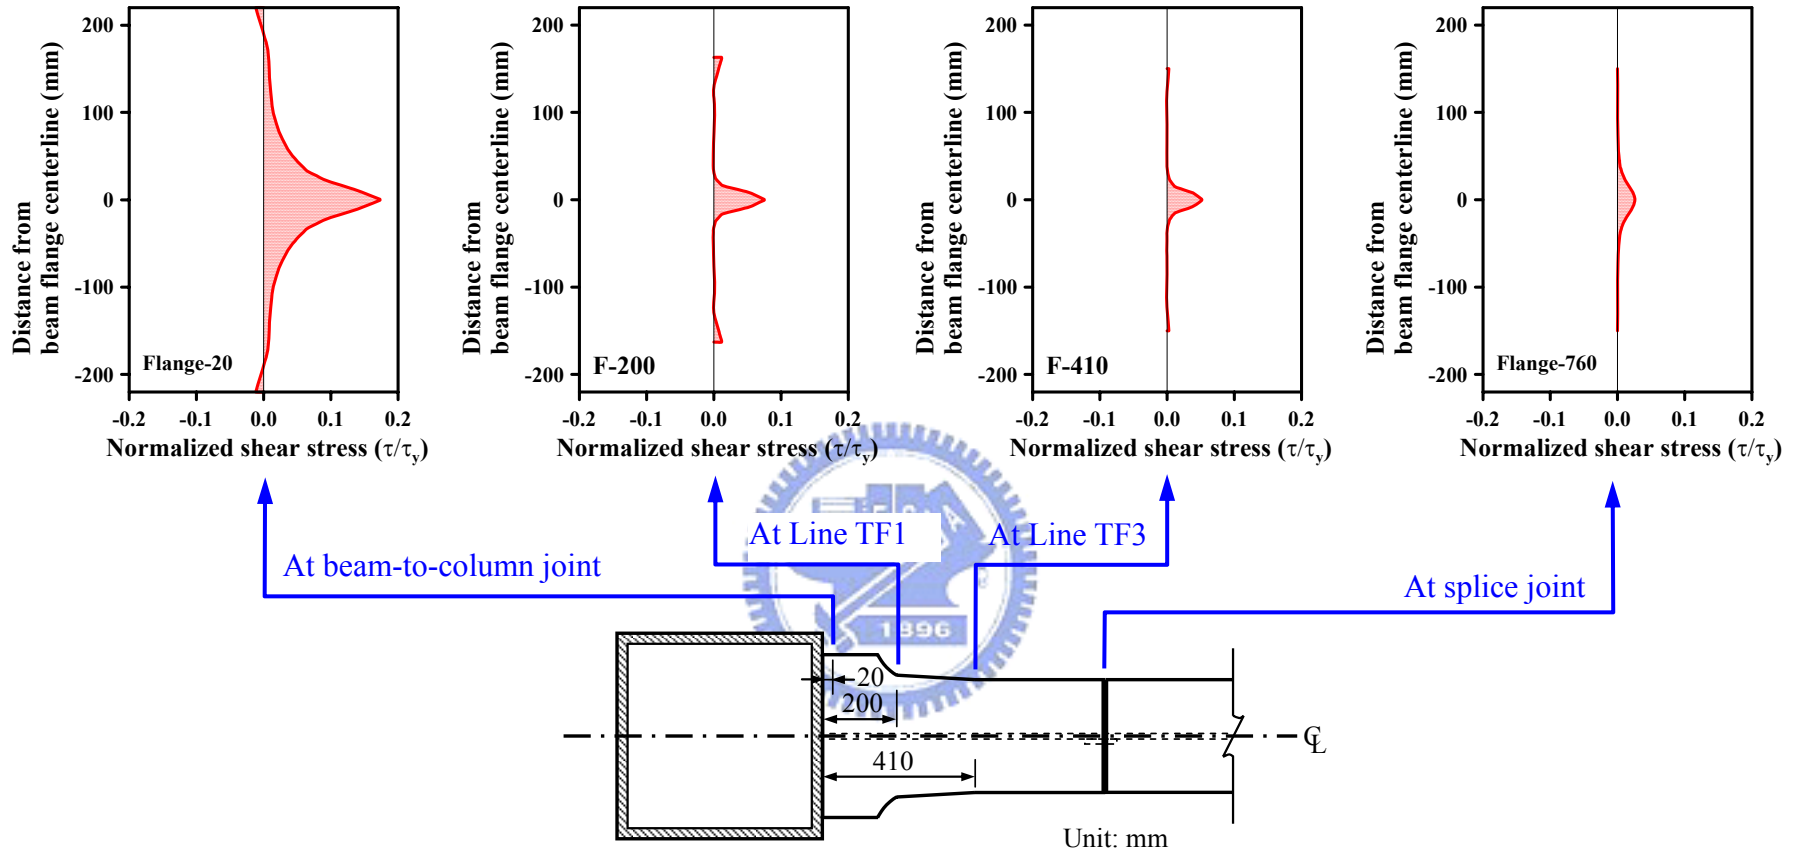 Distance from
beam flange centerline (mm)
200
100
0
-100
-200
Flange-20
-0.2 -0.1 0.0 0.1 0.2
Normalized shear stress (τ/τy)
Distance from
beam flange centerline (mm)
200
100
0
-100
-200
F-200
-0.2 -0.1 0.0 0.1 0.2
Normalized shear stress (τ/τy)
Distance from
beam flange centerline (mm)
200
100
0
-100
-200
F-410
-0.2 -0.1 0.0 0.1 0.2
Normalized shear stress (τ/τy)
Distance from
beam flange centerline (mm)
200
100
0
-100
-200
Flange-760
-0.2 -0.1 0.0 0.1 0.2
Normalized shear stress (τ/τy)
At beam-to-column joint
At Line TF1
At Line TF3
At splice joint
1896
20
200
410
℄
Unit: mm